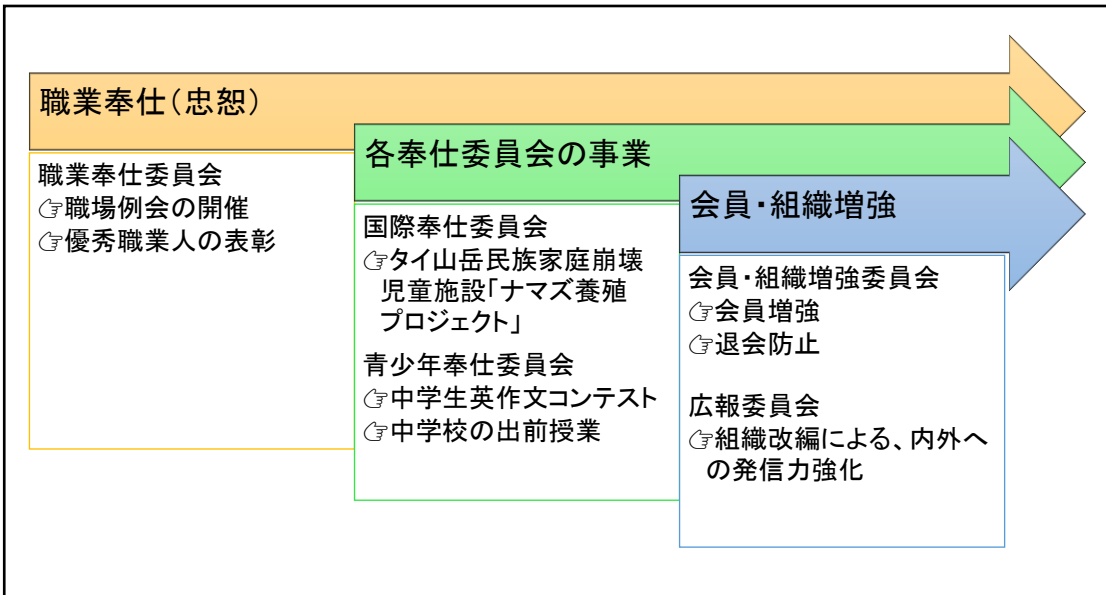 職業奉仕(忠恕)
職業奉仕委員会
☞職場例会の開催
☞優秀職業人の表彰
各奉仕委員会の事業
国際奉仕委員会
☞タイ山岳民族家庭崩壊
児童施設「ナマズ養殖
プロジェクト」
青少年奉仕委員会
☞中学生英作文コンテスト
☞中学校の出前授業
会員・組織増強
会員・組織増強委員会
☞会員増強
☞退会防止
広報委員会
☞組織改編による、内外へ
の発信力強化